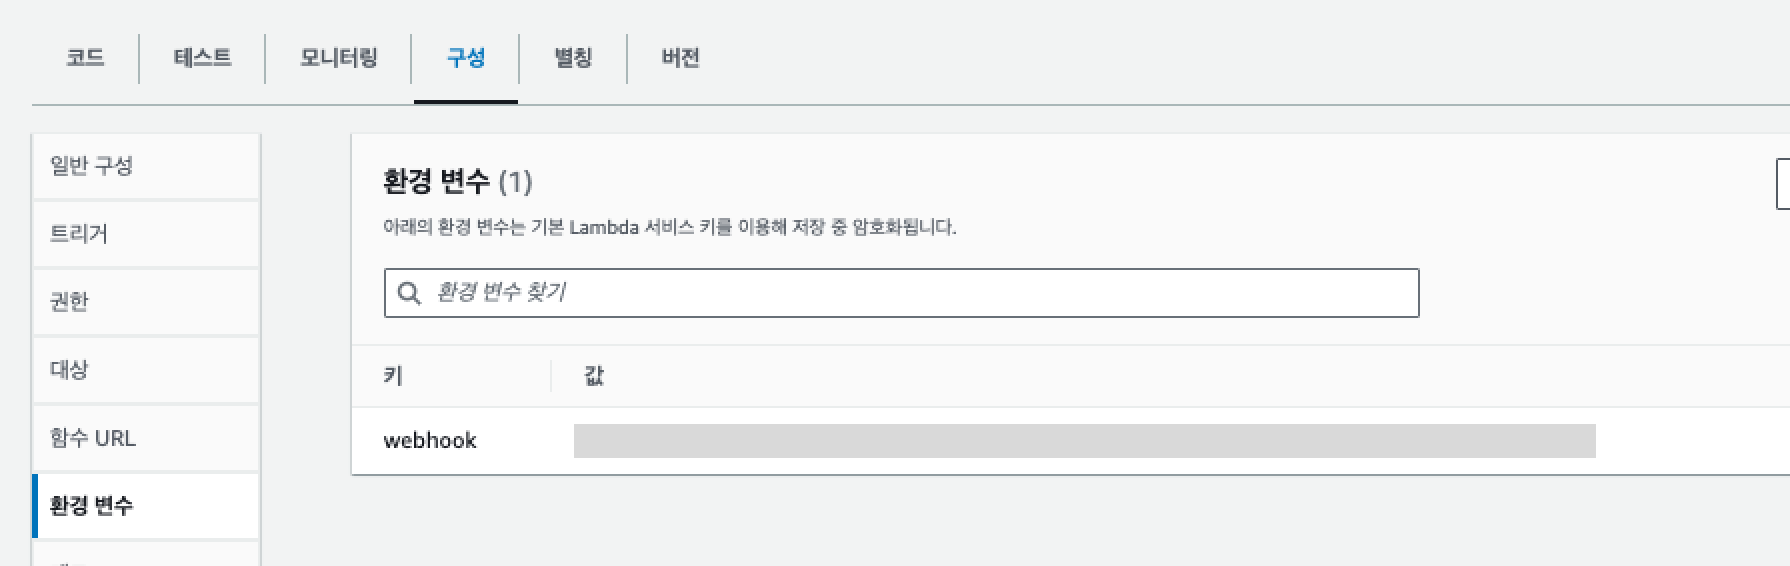 코드 테스트 모니터링 구성 별칭 버전
일반 구성
트리거
권한
대상
함수 URL
환경 변수
환경 변수 (1)
아래의 환경 변수는 기본 Lambda 서비스 키를 이용해 저장 중 암호화됩니다.
환경 변수 찾기
키 값
webhook